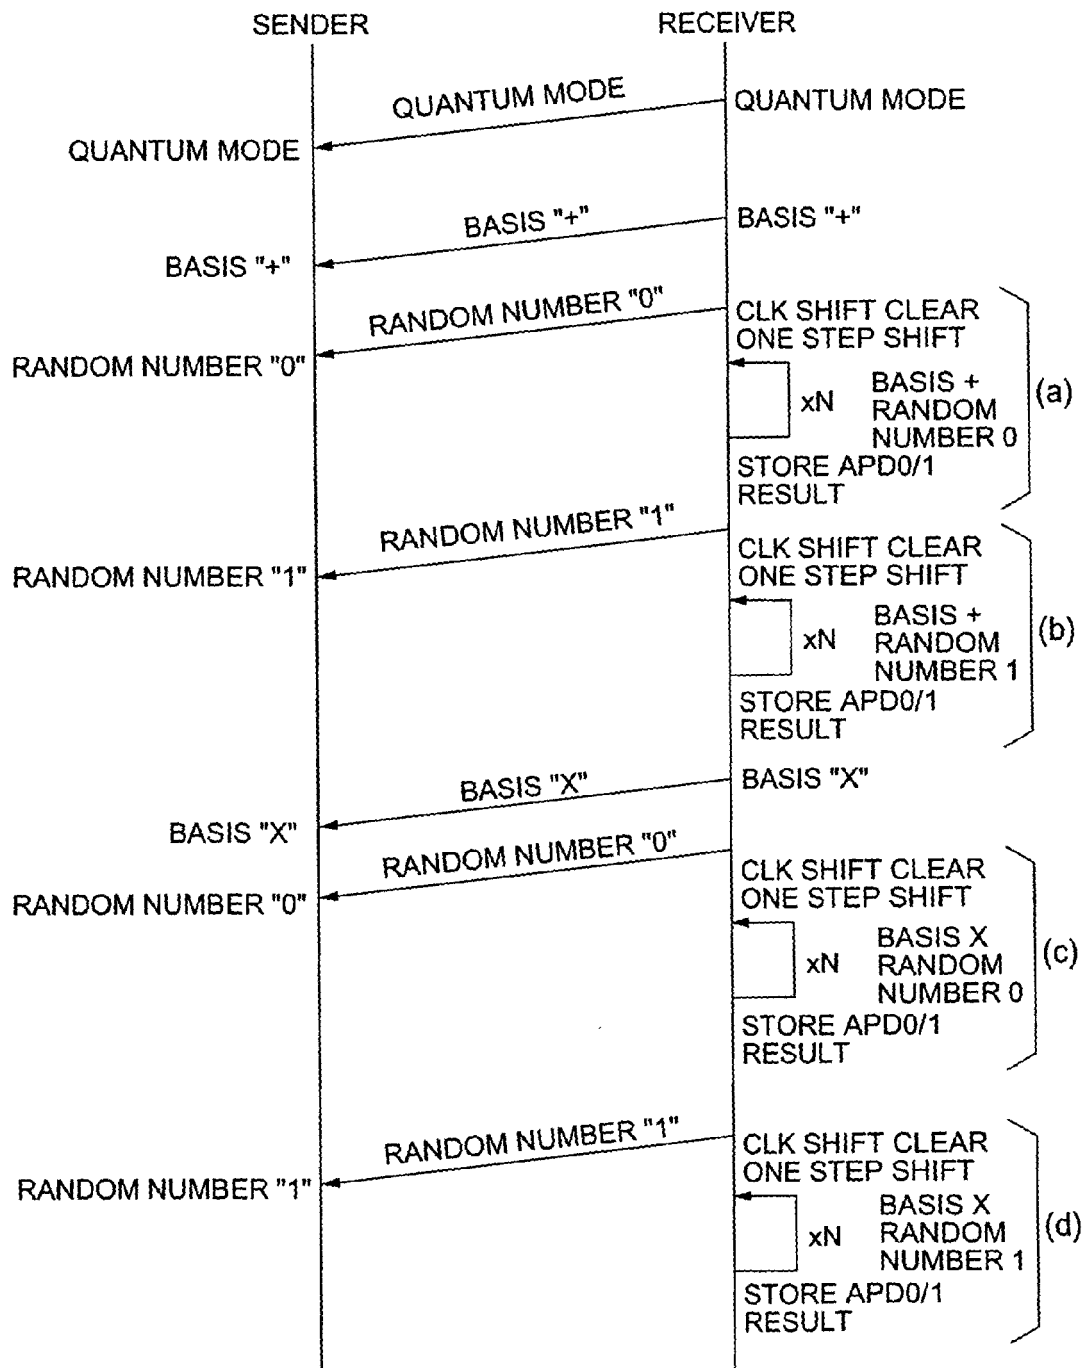 SENDER
RECEIVER
QUANTUM MODE
QUANTUM MODE
QUANTUM MODE
BASIS "+"
BASIS "+"
BASIS "+"
RANDOM NUMBER "0"
CLK SHIFT CLEAR
ONE STEP SHIFT
RANDOM NUMBER "0"
xN
BASIS +
RANDOM
NUMBER 0
(a)
STORE APD0/1
RESULT
RANDOM NUMBER "1"
CLK SHIFT CLEAR
ONE STEP SHIFT
RANDOM NUMBER "1"
xN
BASIS +
RANDOM
NUMBER 1
(b)
STORE APD0/1
RESULT
BASIS "X"
BASIS "X"
BASIS "X"
RANDOM NUMBER "0"
CLK SHIFT CLEAR
ONE STEP SHIFT
RANDOM NUMBER "0"
xN
BASIS X
RANDOM
NUMBER 0
(c)
STORE APD0/1
RESULT
RANDOM NUMBER "1"
CLK SHIFT CLEAR
ONE STEP SHIFT
RANDOM NUMBER "1"
xN
BASIS X
RANDOM
NUMBER 1
(d)
STORE APD0/1
RESULT